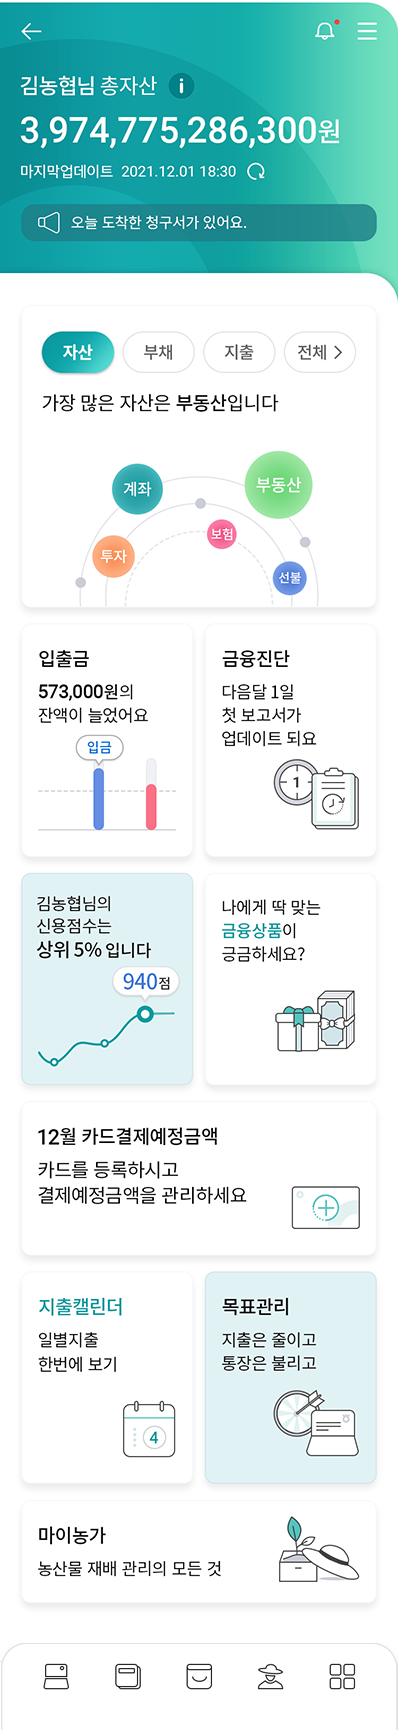 김농협님 총자산 i
3,974,775,286,300원
마지막업데이트 2021.12.01 18:30
오늘 도착한 청구서가 있어요.
자산 부채 지출 전체 >
가장 많은 자산은 부동산입니다
계좌 부동산
투자 보험 선불
입출금
573,000원의
잔액이 늘었어요
입금
금융진단
다음달 1일
첫 보고서가
업데이트 되요
1
김농협님의
신용점수는
상위 5% 입니다
940점
나에게 딱 맞는
금융상품이
긍금하세요?
12월 카드결제예정금액
카드를 등록하시고
결제예정금액을 관리하세요
지출캘린더
일별지출
한번에 보기
4
목표관리
지출은 줄이고
통장은 불리고
마이농가
농산물 재배 관리의 모든 것